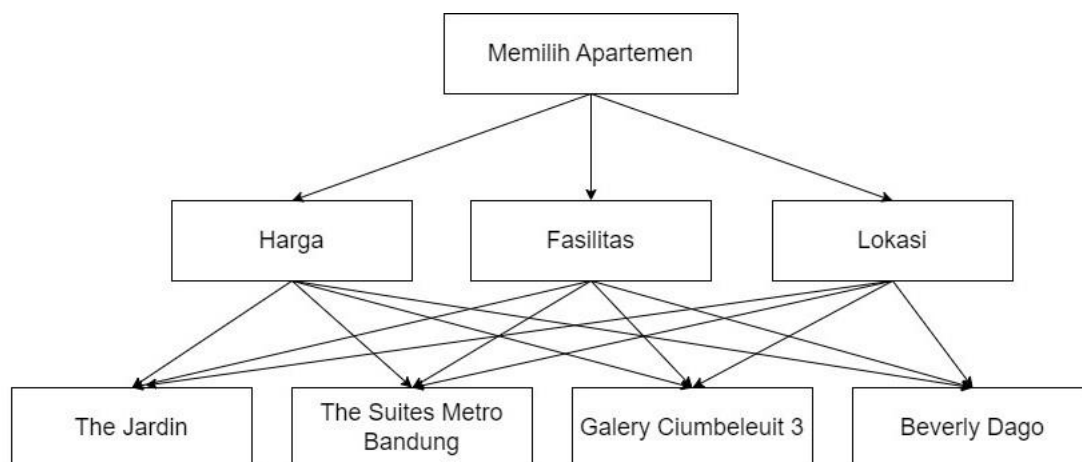 Memilih Apartemen
Harga
Fasilitas
Lokasi
The Jardin
The Suites Metro
Bandung
Galery Ciumbeleuit 3
Beverly Dago